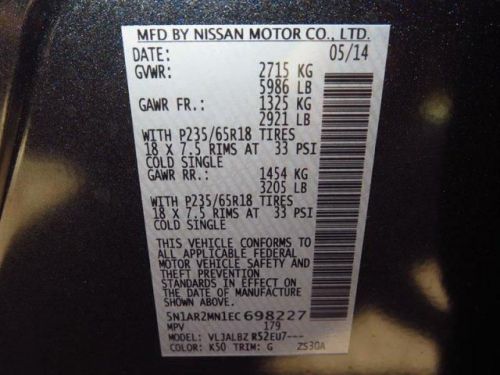 MFD BY NISSAN MOTOR CO., LTD.
DATE: 05/14
GVWR: 2715 KG
5986 LB
GAWR FR.: 1325 KG
2921 LB
WITH P235/65R18 TIRES
18 X 7.5 RIMS AT 33 PSI
COLD SINGLE
GAWR RR.: 1454 KG
3205 LB
WITH P235/65R18 TIRES
18 X 7.5 RIMS AT 33 PSI
COLD SINGLE
THIS VEHICLE CONFORMS TO
ALL APPLICABLE FEDERAL
MOTOR VEHICLE SAFETY AND
THEFT PREVENTION
STANDARDS IN EFFECT ON
THE DATE OF MANUFACTURE
SHOWN ABOVE
5N1AR2MN1EC698227
MPV 179
MODEL: VLJALBZ R52EU7---
COLOR: K50 TRIM: G ZS30A